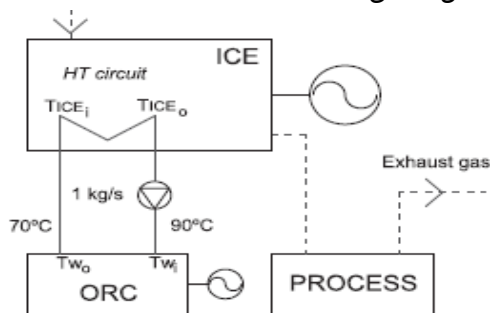 ICE
HT circuit
TICEi TICEo
Exhaust gas
1 kg/s
70ºC 90ºC
Two Twi
ORC PROCESS